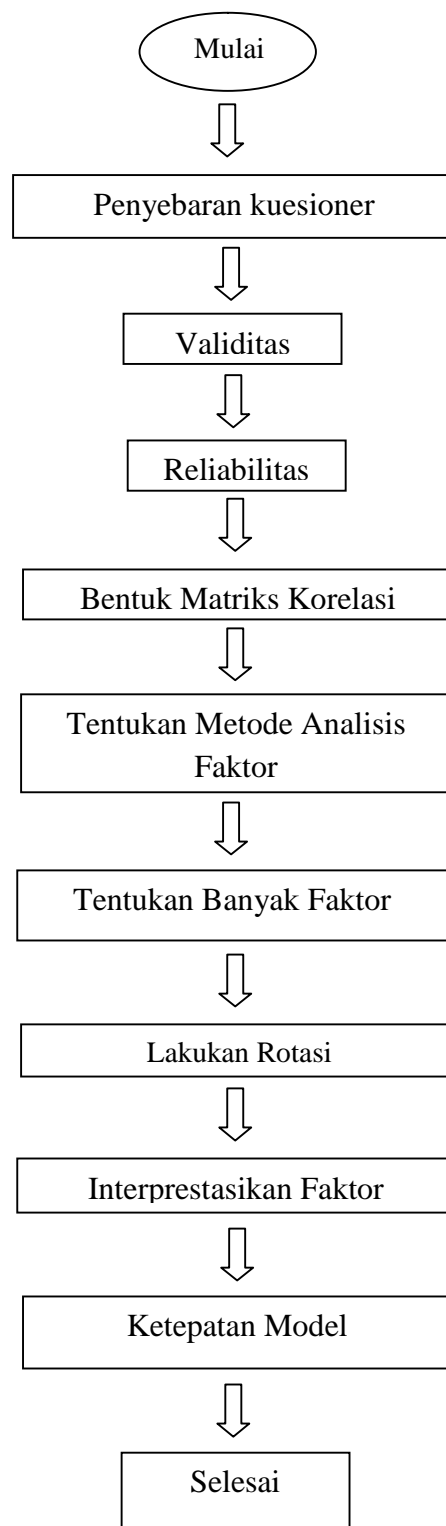 Mulai
Penyebaran kuesioner
Validitas
Reliabilitas
Bentuk Matriks Korelasi
Tentukan Metode Analisis
Faktor
Tentukan Banyak Faktor
Lakukan Rotasi
Interprestasikan Faktor
Ketepatan Model
Selesai